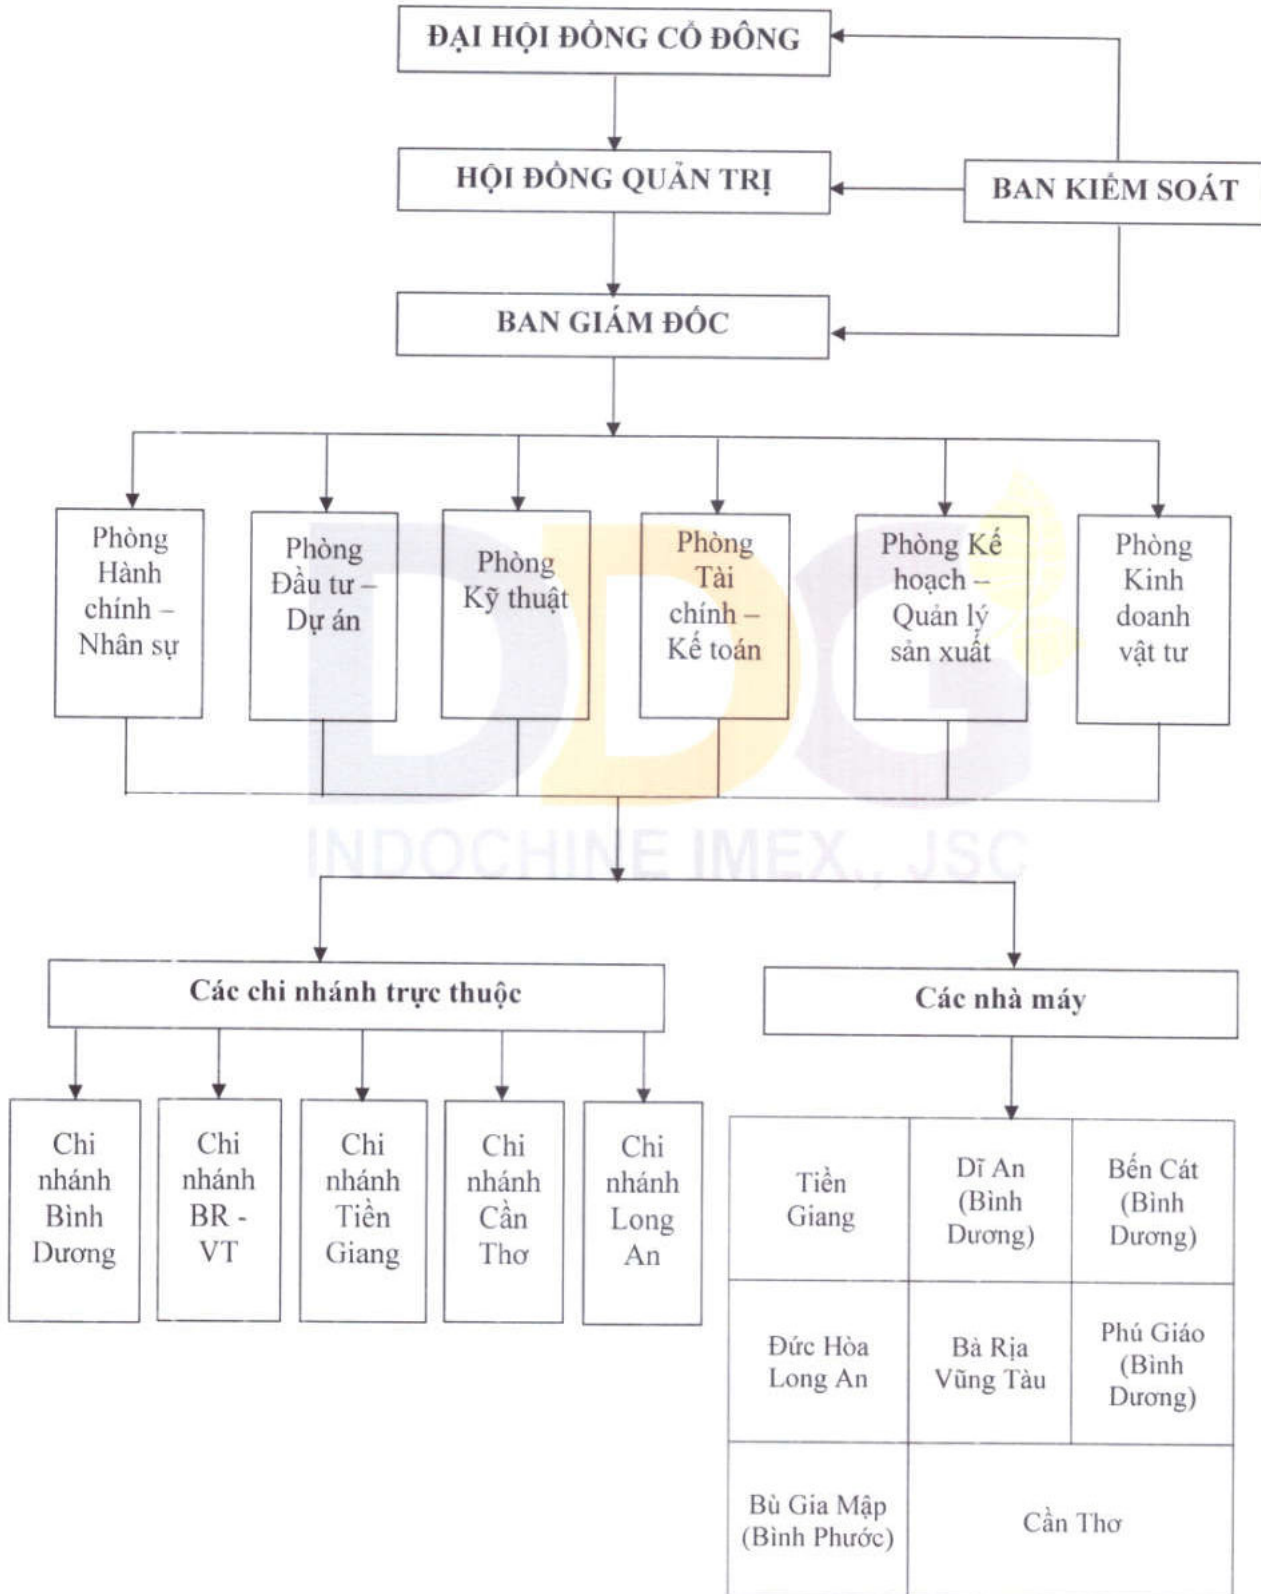 ĐẠI HỘI ĐỒNG CỔ ĐÔNG
HỘI ĐỒNG QUẢN TRỊ
BAN KIỂM SOÁT
BAN GIÁM ĐỐC
Phòng
Hành
chính –
Nhân sự
Phòng
Đầu tư –
Dự án
Phòng
Kỹ thuật
Phòng
Tài
chính –
Kế toán
Phòng Kế
hoạch –
Quản lý
sản xuất
Phòng
Kinh
doanh
vật tư
DDG
INDOCHINE IMEX., JSC
Các chi nhánh trực thuộc
Các nhà máy
Chi
nhánh
Bình
Dương
Chi
nhánh
BR -
VT
Chi
nhánh
Tiền
Giang
Chi
nhánh
Cần
Thơ
Chi
nhánh
Long
An
Tiền
Giang
Dĩ An
(Bình
Dương)
Bến Cát
(Bình
Dương)
Đức Hòa
Long An
Bà Rịa
Vũng Tàu
Phú Giáo
(Bình
Dương)
Bù Gia Mập
(Bình Phước)
Cần Thơ